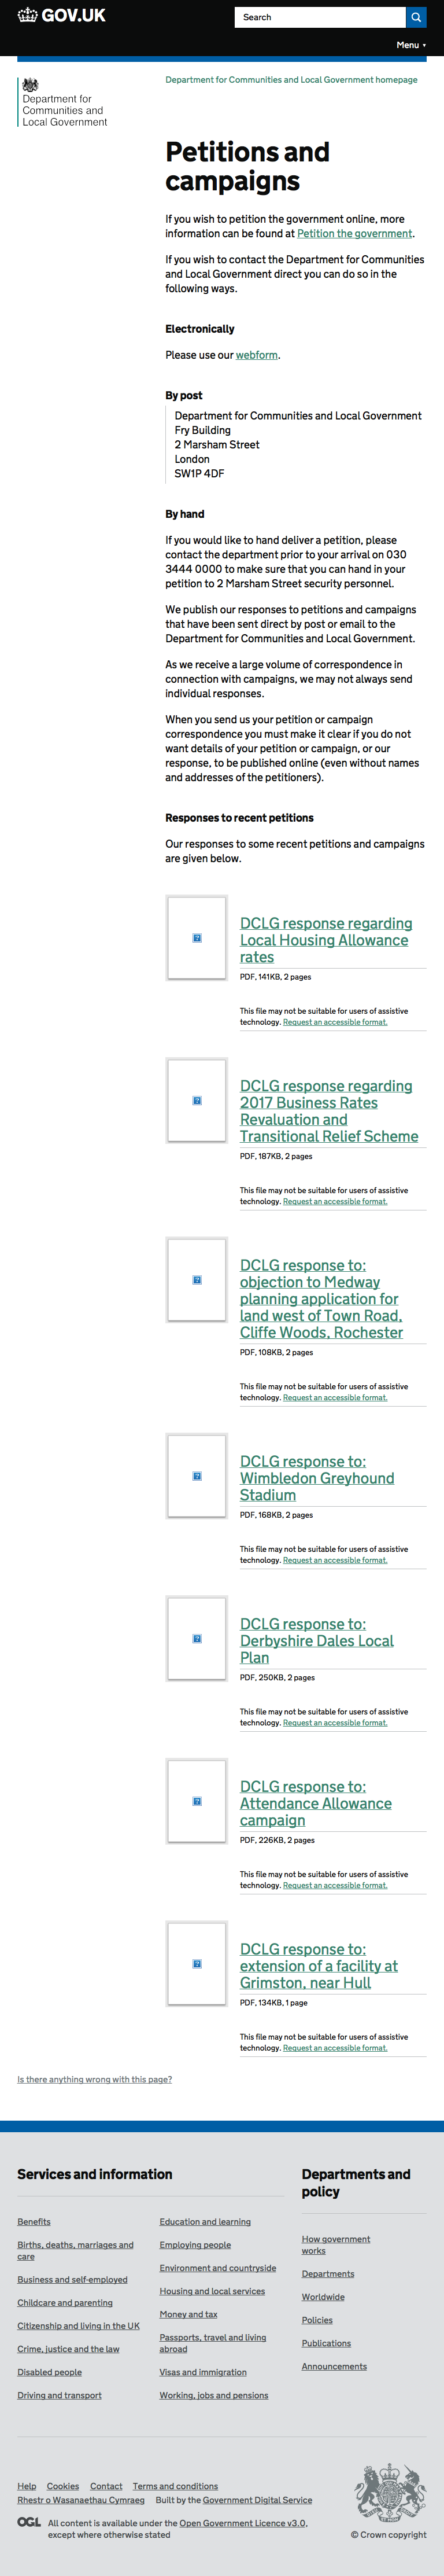 GOV.UK
Search
Menu ▼
Department for
Communities and
Local Government
Department for Communities and Local Government homepage
Petitions and
campaigns
If you wish to petition the government online, more
information can be found at Petition the government.
If you wish to contact the Department for Communities
and Local Government direct you can do so in the
following ways.
Electronically
Please use our webform.
By post
Department for Communities and Local Government
Fry Building
2 Marsham Street
London
SW1P 4DF
By hand
If you would like to hand deliver a petition, please
contact the department prior to your arrival on 030
3444 0000 to make sure that you can hand in your
petition to 2 Marsham Street security personnel.
We publish our responses to petitions and campaigns
that have been sent direct by post or email to the
Department for Communities and Local Government.
As we receive a large volume of correspondence in
connection with campaigns, we may not always send
individual responses.
When you send us your petition or campaign
correspondence you must make it clear if you do not
want details of your petition or campaign, or our
response, to be published online (even without names
and addresses of the petitioners).
Responses to recent petitions
Our responses to some recent petitions and campaigns
are given below.
DCLG response regarding
Local Housing Allowance
rates
PDF, 141KB, 2 pages
This file may not be suitable for users of assistive
technology. Request an accessible format.
DCLG response regarding
2017 Business Rates
Revaluation and
Transitional Relief Scheme
PDF, 187KB, 2 pages
This file may not be suitable for users of assistive
technology. Request an accessible format.
DCLG response to:
objection to Medway
planning application for
land west of Town Road,
Cliffe Woods, Rochester
PDF, 108KB, 2 pages
This file may not be suitable for users of assistive
technology. Request an accessible format.
DCLG response to:
Wimbledon Greyhound
Stadium
PDF, 168KB, 2 pages
This file may not be suitable for users of assistive
technology. Request an accessible format.
DCLG response to:
Derbyshire Dales Local
Plan
PDF, 250KB, 2 pages
This file may not be suitable for users of assistive
technology. Request an accessible format.
DCLG response to:
Attendance Allowance
campaign
PDF, 226KB, 2 pages
This file may not be suitable for users of assistive
technology. Request an accessible format.
DCLG response to:
extension of a facility at
Grimston, near Hull
PDF, 134KB, 1 page
This file may not be suitable for users of assistive
technology. Request an accessible format.
Is there anything wrong with this page?
Services and information
Benefits
Births, deaths, marriages and
care
Business and self-employed
Childcare and parenting
Citizenship and living in the UK
Crime, justice and the law
Disabled people
Driving and transport
Education and learning
Employing people
Environment and countryside
Housing and local services
Money and tax
Passports, travel and living
abroad
Visas and immigration
Working, jobs and pensions
Departments and
policy
How government
works
Departments
Worldwide
Policies
Publications
Announcements
Help Cookies Contact Terms and conditions
Rhestr o Wasanaethau Cymraeg Built by the Government Digital Service
OGL All content is available under the Open Government Licence v3.0,
except where otherwise stated
© Crown copyright